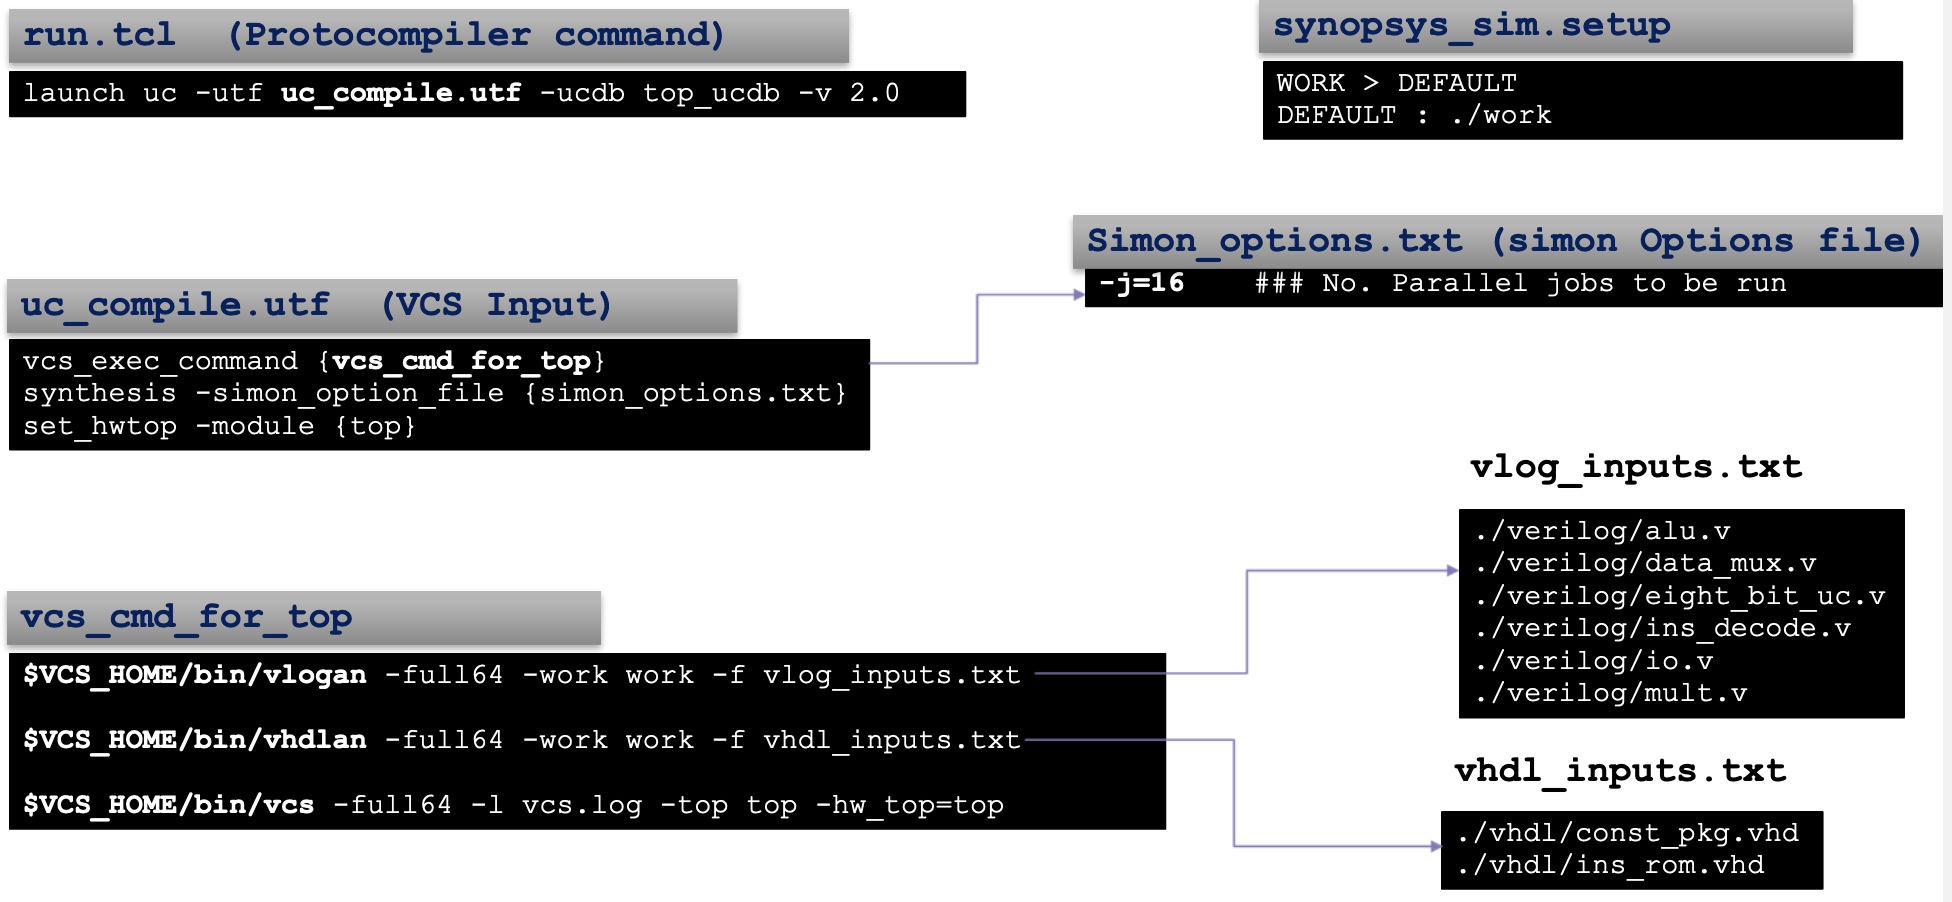 run.tcl (Protocompiler command)
launch uc -utf uc_compile.utf -ucdb top_ucdb -v 2.0
synopsys_sim.setup
WORK > DEFAULT
DEFAULT : ./work
Simon_options.txt (simon Options file)
-j=16 ### No. Parallel jobs to be run
uc_compile.utf (VCS Input)
vcs_exec_command {vcs_cmd_for_top}
synthesis -simon_option_file {simon_options.txt}
set_hwtop -module {top}
vcs_cmd_for_top
$VCS_HOME/bin/vlogan -full64 -work work -f vlog_inputs.txt
$VCS_HOME/bin/vhdlan -full64 -work work -f vhdl_inputs.txt
$VCS_HOME/bin/vcs -full64 -l vcs.log -top top -hw_top=top
vlog_inputs.txt
./verilog/alu.v
./verilog/data_mux.v
./verilog/eight_bit_uc.v
./verilog/ins_decode.v
./verilog/io.v
./verilog/mult.v
vhdl_inputs.txt
./vhdl/const_pkg.vhd
./vhdl/ins_rom.vhd